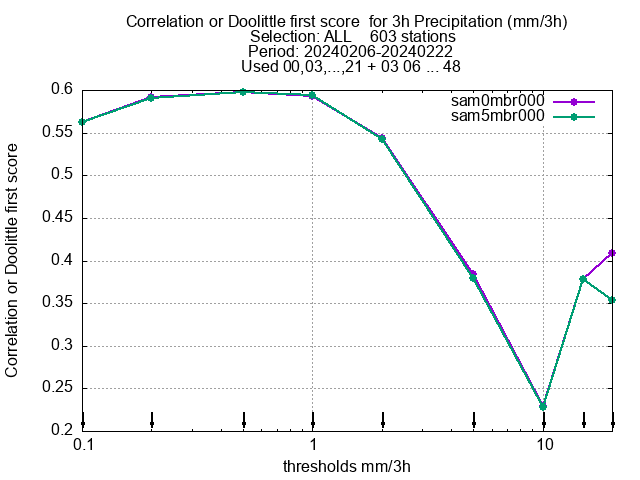 Correlation or Doolittle first score  for 3h Precipitation (mm/3h)
Selection: ALL    603 stations
Period: 20240206-20240222
Used 00,03,...,21 + 03 06 ... 48
sam0mbr000
sam5mbr000
Correlation or Doolittle first score
0.6
0.55
0.5
0.45
0.4
0.35
0.3
0.25
0.2
0.1
1
10
thresholds mm/3h